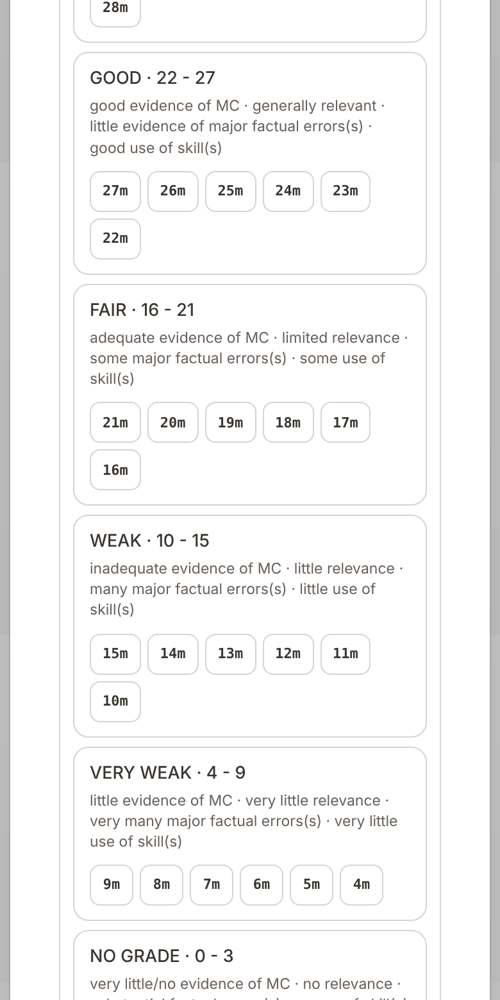 28m
GOOD · 22 - 27
good evidence of MC · generally relevant ·
little evidence of major factual errors(s) ·
good use of skill(s)
27m 26m 25m 24m 23m
22m
FAIR · 16 - 21
adequate evidence of MC · limited relevance ·
some major factual errors(s) · some use of
skill(s)
21m 20m 19m 18m 17m
16m
WEAK · 10 - 15
inadequate evidence of MC · little relevance ·
many major factual errors(s) · little use of
skill(s)
15m 14m 13m 12m 11m
10m
VERY WEAK · 4 - 9
little evidence of MC · very little relevance ·
very many major factual errors(s) · very little
use of skill(s)
9m 8m 7m 6m 5m 4m
NO GRADE · 0 - 3
very little/no evidence of MC · no relevance ·